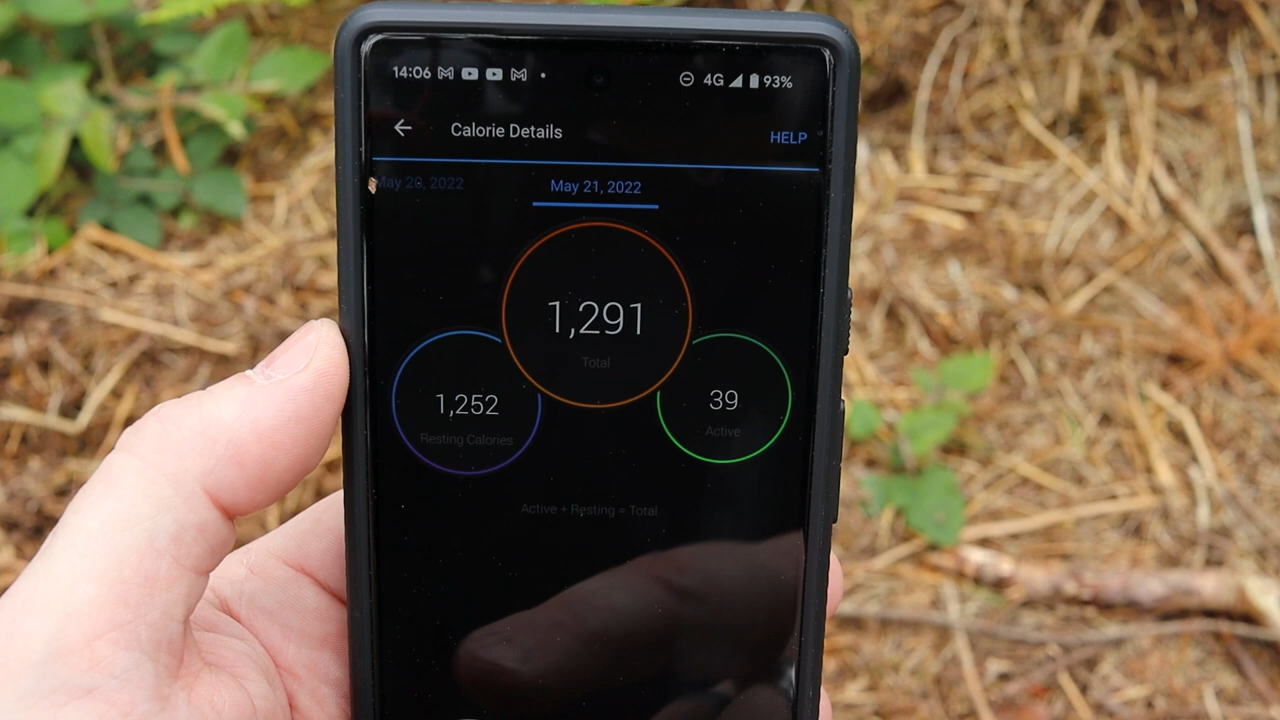 14:06 4G 93%
Calorie Details HELP
May 20, 2022 May 21, 2022
1,291
Total
1,252
Resting Calories
39
Active
Active + Resting = Total